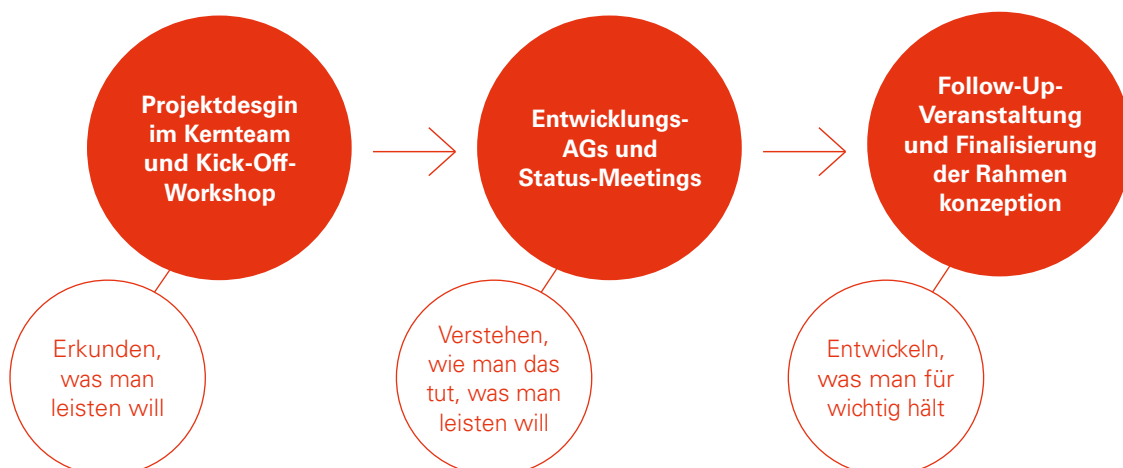 Projektdesgin
im Kernteam
und Kick-Off-
Workshop
Entwicklungs-
AGs und
Status-Meetings
Follow-Up-
Veranstaltung
und Finalisierung
der Rahmen
konzeption
Erkunden,
was man
leisten will
Verstehen,
wie man das
tut, was man
leisten will
Entwickeln,
was man für
wichtig hält